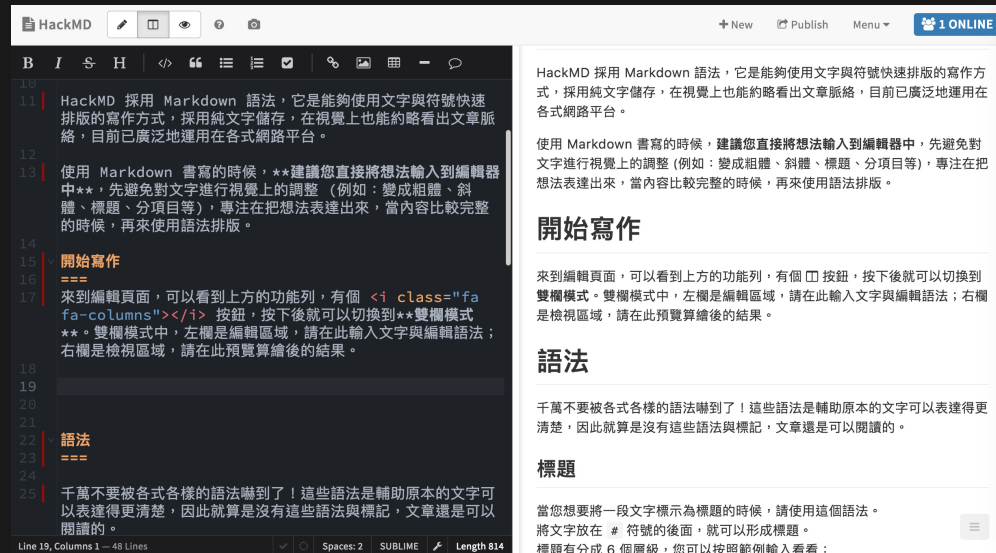 HackMD
+ New
Publish
Menu
1 ONLINE
B I S H
10
11 HackMD 採用 Markdown 語法，它是能夠使用文字與符號快速
排版的寫作方式，採用純文字儲存，在視覺上也能約略看出文章脈
絡，目前已廣泛地運用在各式網路平台。
12
13 使用 Markdown 書寫的時候，**建議您直接將想法輸入到編輯器
中**，先避免對文字進行視覺上的調整 (例如：變成粗體、斜
體、標題、分項目等)，專注在把想法表達出來，當內容比較完整
的時候，再來使用語法排版。
14
15 開始寫作
16 ===
17 來到編輯頁面，可以看到上方的功能列，有個 <i class="fa
fa-columns"></i> 按鈕，按下後就可以切換到**雙欄模式
**。雙欄模式中，左欄是編輯區域，請在此輸入文字與編輯語法；
右欄是檢視區域，請在此預覽算繪後的結果。
18
19
20
21
22 語法
23 ===
24
25 千萬不要被各式各樣的語法嚇到了！這些語法是輔助原本的文字可
以表達得更清楚，因此就算是沒有這些語法與標記，文章還是可以
閱讀的。
Line 19, Columns 1 — 48 Lines
Spaces: 2
SUBLIME
Length 814
HackMD 採用 Markdown 語法，它是能夠使用文字與符號快速排版的寫作方
式，採用純文字儲存，在視覺上也能約略看出文章脈絡，目前已廣泛地運用在
各式網路平台。
使用 Markdown 書寫的時候，建議您直接將想法輸入到編輯器中，先避免對
文字進行視覺上的調整 (例如：變成粗體、斜體、標題、分項目等)，專注在把
想法表達出來，當內容比較完整的時候，再來使用語法排版。
開始寫作
來到編輯頁面，可以看到上方的功能列，有個 按鈕，按下後就可以切換到
雙欄模式。雙欄模式中，左欄是編輯區域，請在此輸入文字與編輯語法；右欄
是檢視區域，請在此預覽算繪後的結果。
語法
千萬不要被各式各樣的語法嚇到了！這些語法是輔助原本的文字可以表達得更
清楚，因此就算是沒有這些語法與標記，文章還是可以閱讀的。
標題
當您想要將一段文字標示為標題的時候，請使用這個語法。
將文字放在 # 符號的後面，就可以形成標題。
標題有分成 6 個層級，您可以按照範例輸入看看：